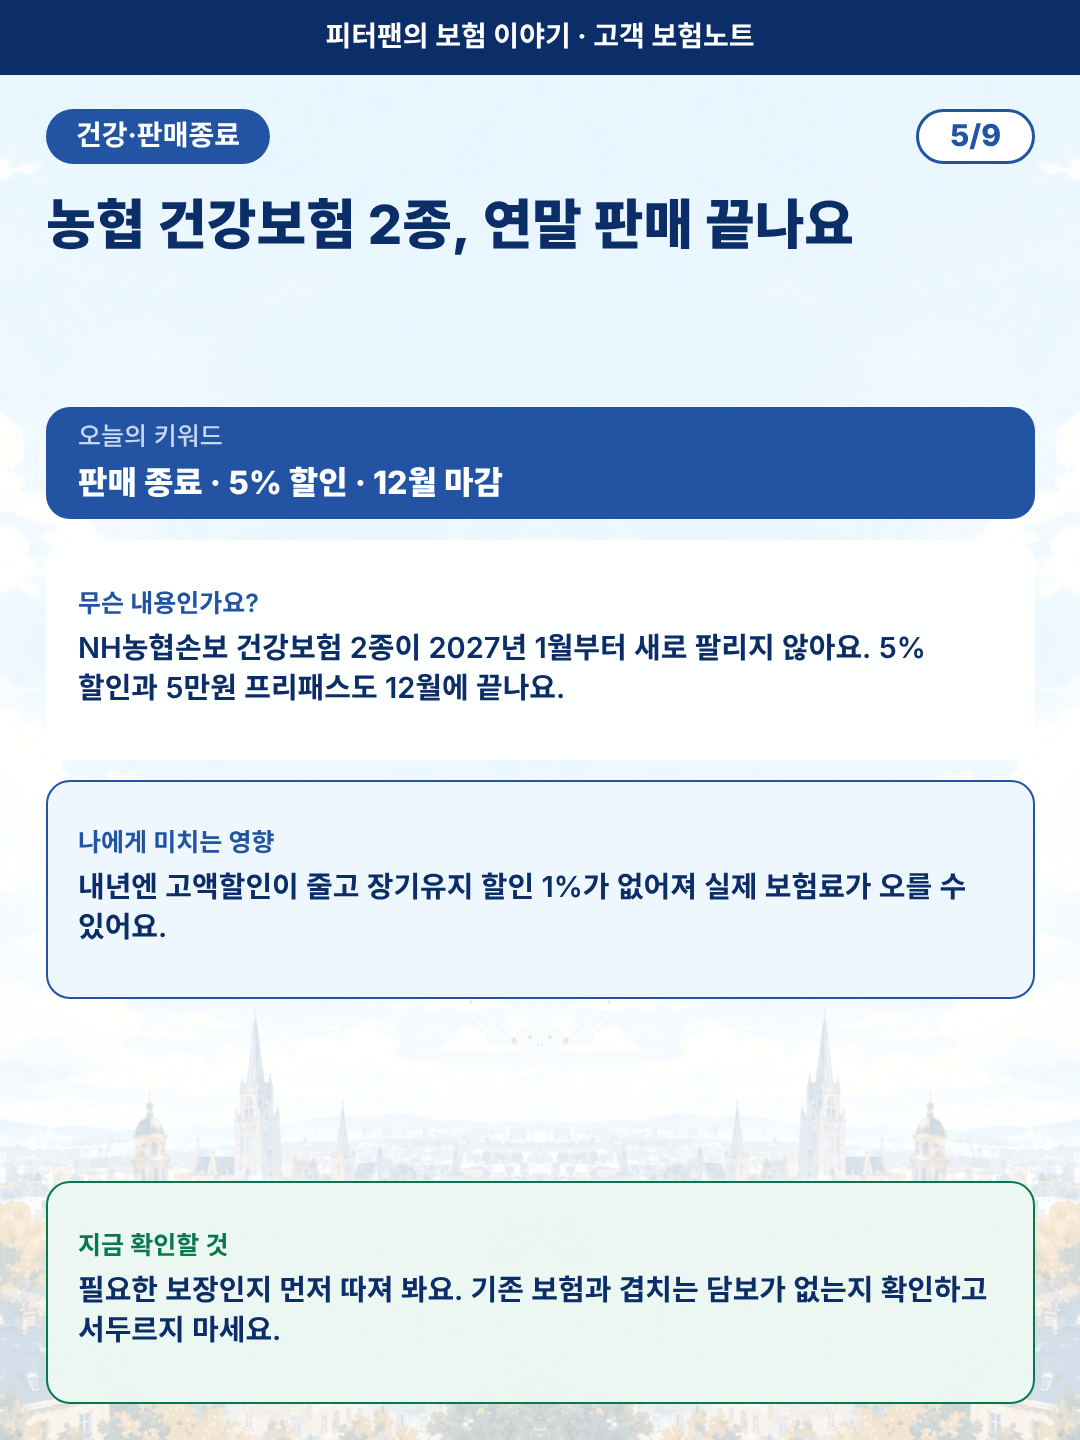 피터팬의 보험 이야기 · 고객 보험노트
건강·판매종료
5/9
농협 건강보험 2종, 연말 판매 끝나요
오늘의 키워드
판매 종료 · 5% 할인 · 12월 마감
무슨 내용인가요?
NH농협손보 건강보험 2종이 2027년 1월부터 새로 팔리지 않아요. 5%
할인과 5만원 프리패스도 12월에 끝나요.
나에게 미치는 영향
내년엔 고액할인이 줄고 장기유지 할인 1%가 없어져 실제 보험료가 오를 수
있어요.
지금 확인할 것
필요한 보장인지 먼저 따져 봐요. 기존 보험과 겹치는 담보가 없는지 확인하고
서두르지 마세요.